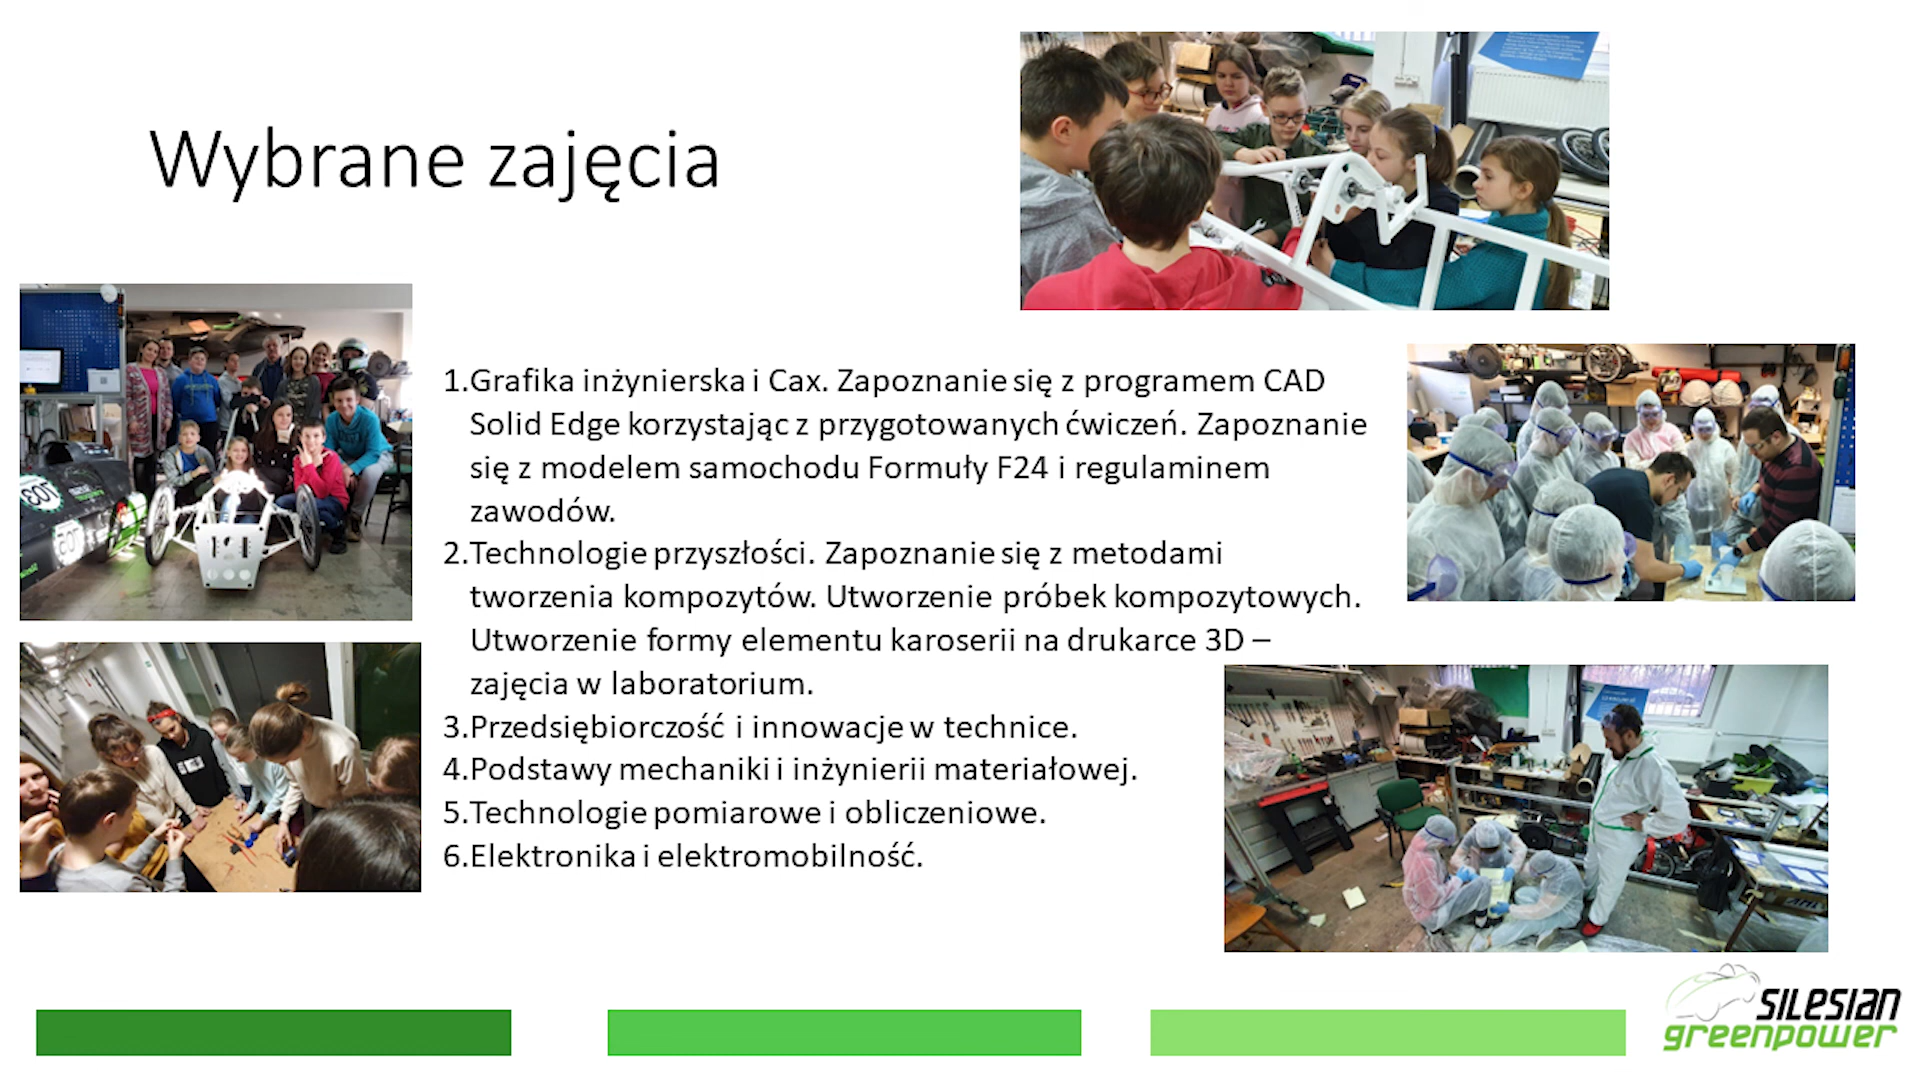 Wybrane zajęcia
1.Grafika inżynierska i Cax. Zapoznanie się z programem CAD
Solid Edge korzystając z przygotowanych ćwiczeń. Zapoznanie
się z modelem samochodu Formuły F24 i regulaminem
zawodów.
2.Technologie przyszłości. Zapoznanie się z metodami
tworzenia kompozytów. Utworzenie próbek kompozytowych.
Utworzenie formy elementu karoserii na drukarce 3D –
zajęcia w laboratorium.
3.Przedsiębiorczość i innowacje w technice.
4.Podstawy mechaniki i inżynierii materiałowej.
5.Technologie pomiarowe i obliczeniowe.
6.Elektronika i elektromobilność.
SILESIAN
greenpower